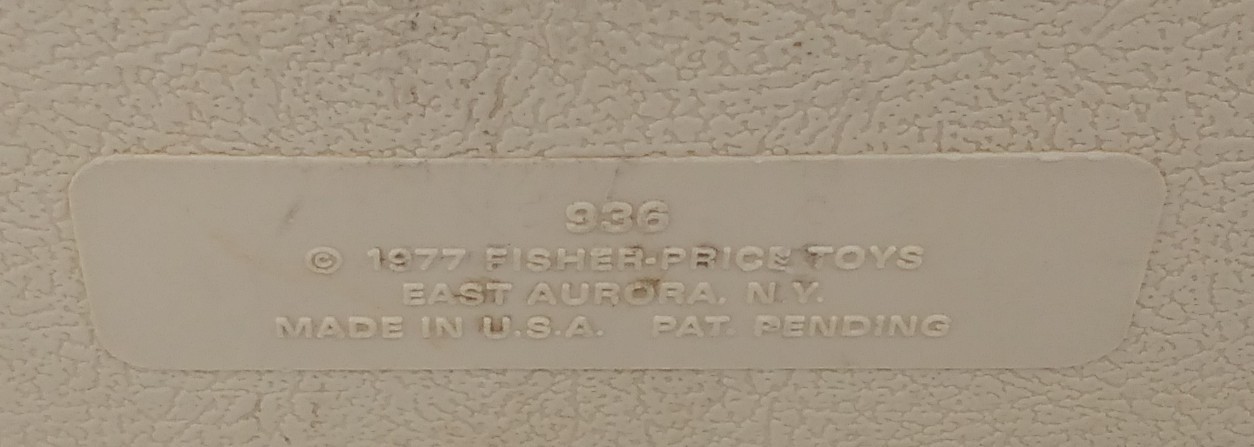 936
© 1977 FISHER-PRICE TOYS
EAST AURORA, N.Y.
MADE IN U.S.A. PAT. PENDING